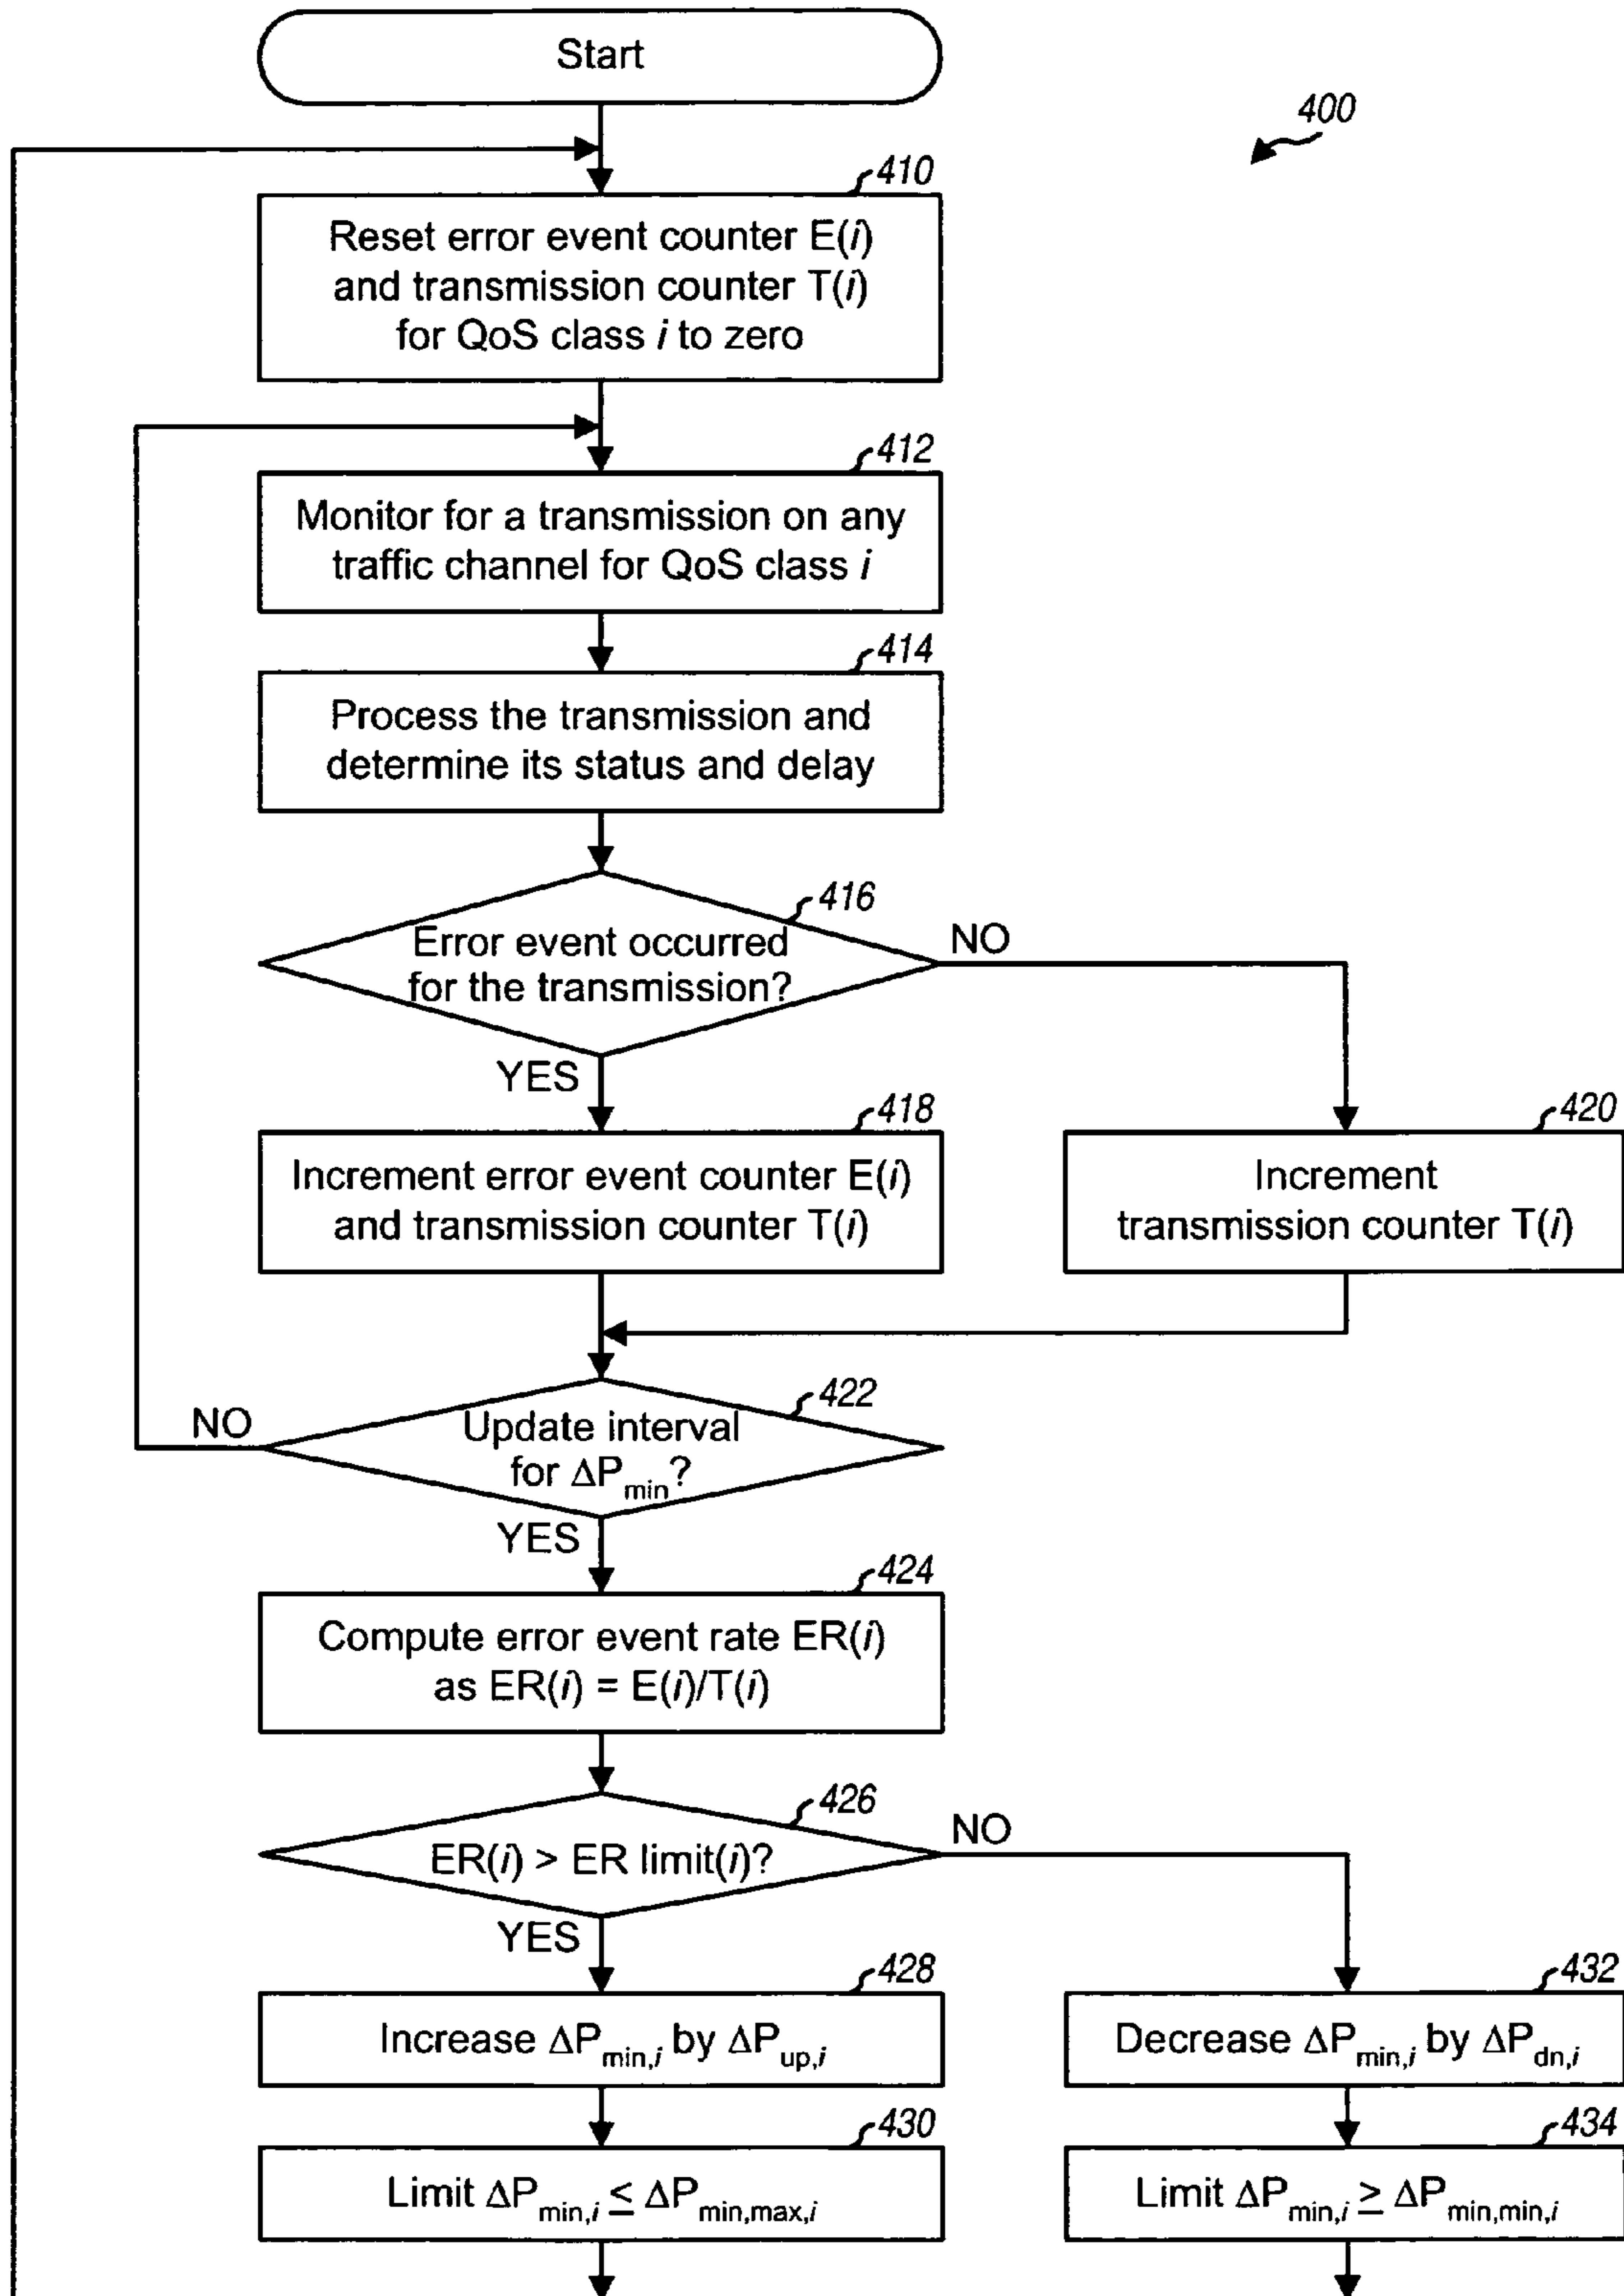 Start
400
410
Reset error event counter E(i)
and transmission counter T(i)
for QoS class i to zero
412
Monitor for a transmission on any
traffic channel for QoS class i
414
Process the transmission and
determine its status and delay
416
Error event occurred
for the transmission?
NO
YES
418
Increment error event counter E(i)
and transmission counter T(i)
420
Increment
transmission counter T(i)
422
Update interval
for ΔPmin?
NO
YES
424
Compute error event rate ER(i)
as ER(i) = E(i)/T(i)
426
ER(i) > ER limit(i)?
NO
YES
428
Increase ΔPmin,i by ΔPup,i
432
Decrease ΔPmin,i by ΔPdn,i
430
Limit ΔPmin,i ≤ ΔPmin,max,i
434
Limit ΔPmin,i ≥ ΔPmin,min,i